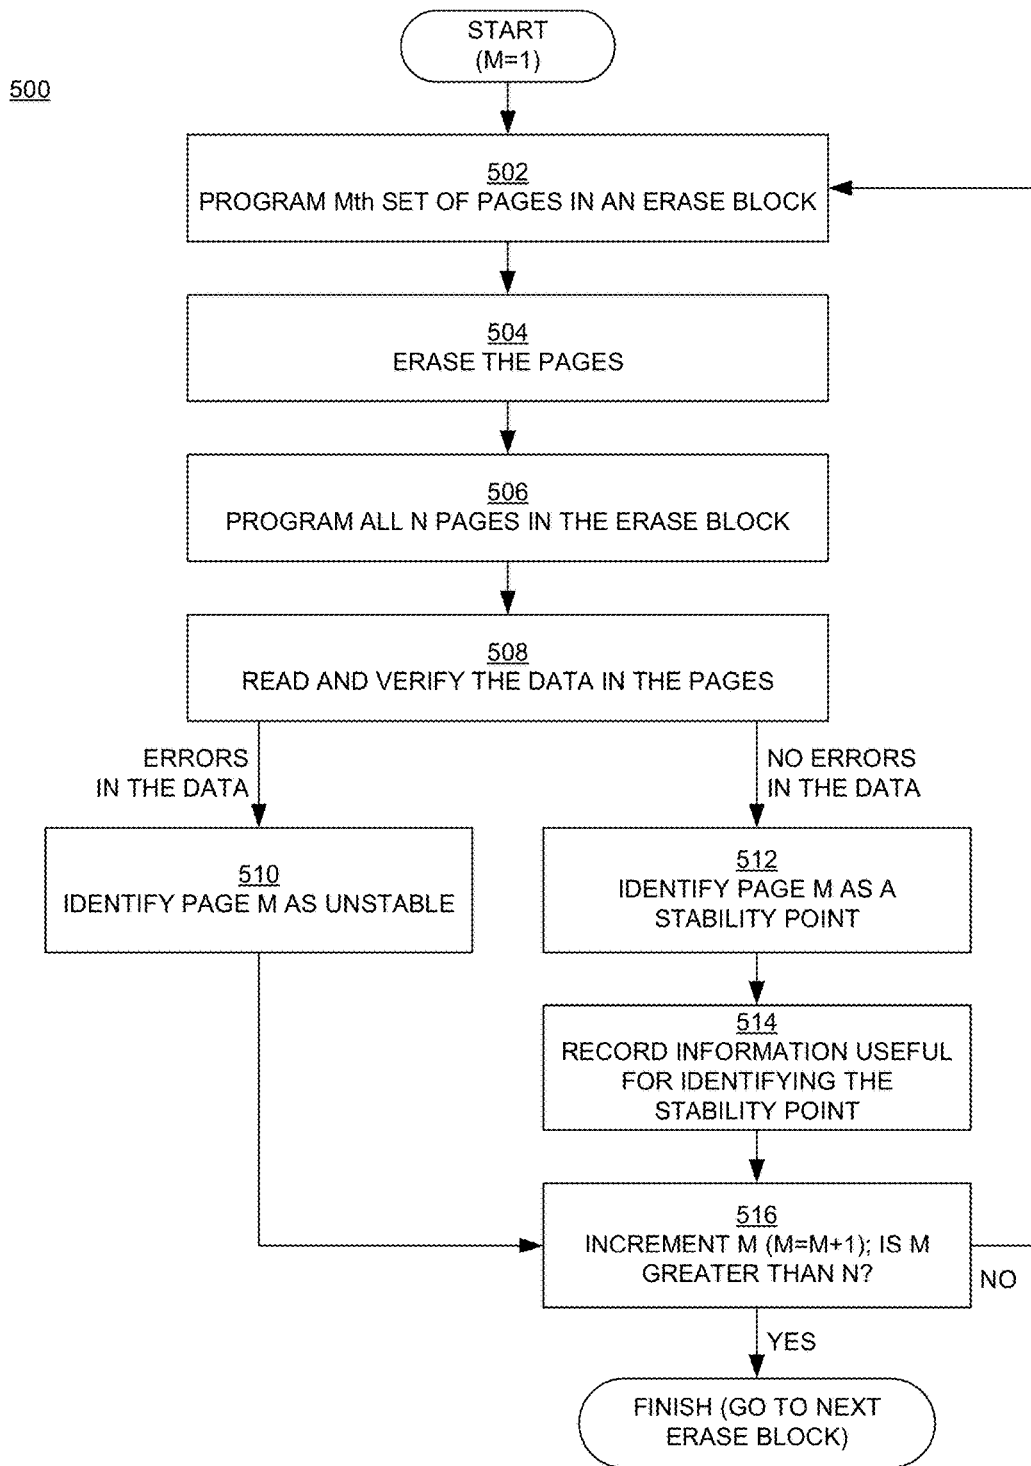 START
(M=1)
500
502
PROGRAM Mth SET OF PAGES IN AN ERASE BLOCK
504
ERASE THE PAGES
506
PROGRAM ALL N PAGES IN THE ERASE BLOCK
508
READ AND VERIFY THE DATA IN THE PAGES
ERRORS
IN THE DATA
NO ERRORS
IN THE DATA
510
IDENTIFY PAGE M AS UNSTABLE
512
IDENTIFY PAGE M AS A
STABILITY POINT
514
RECORD INFORMATION USEFUL
FOR IDENTIFYING THE
STABILITY POINT
516
INCREMENT M (M=M+1); IS M
GREATER THAN N?
NO
YES
FINISH (GO TO NEXT
ERASE BLOCK)